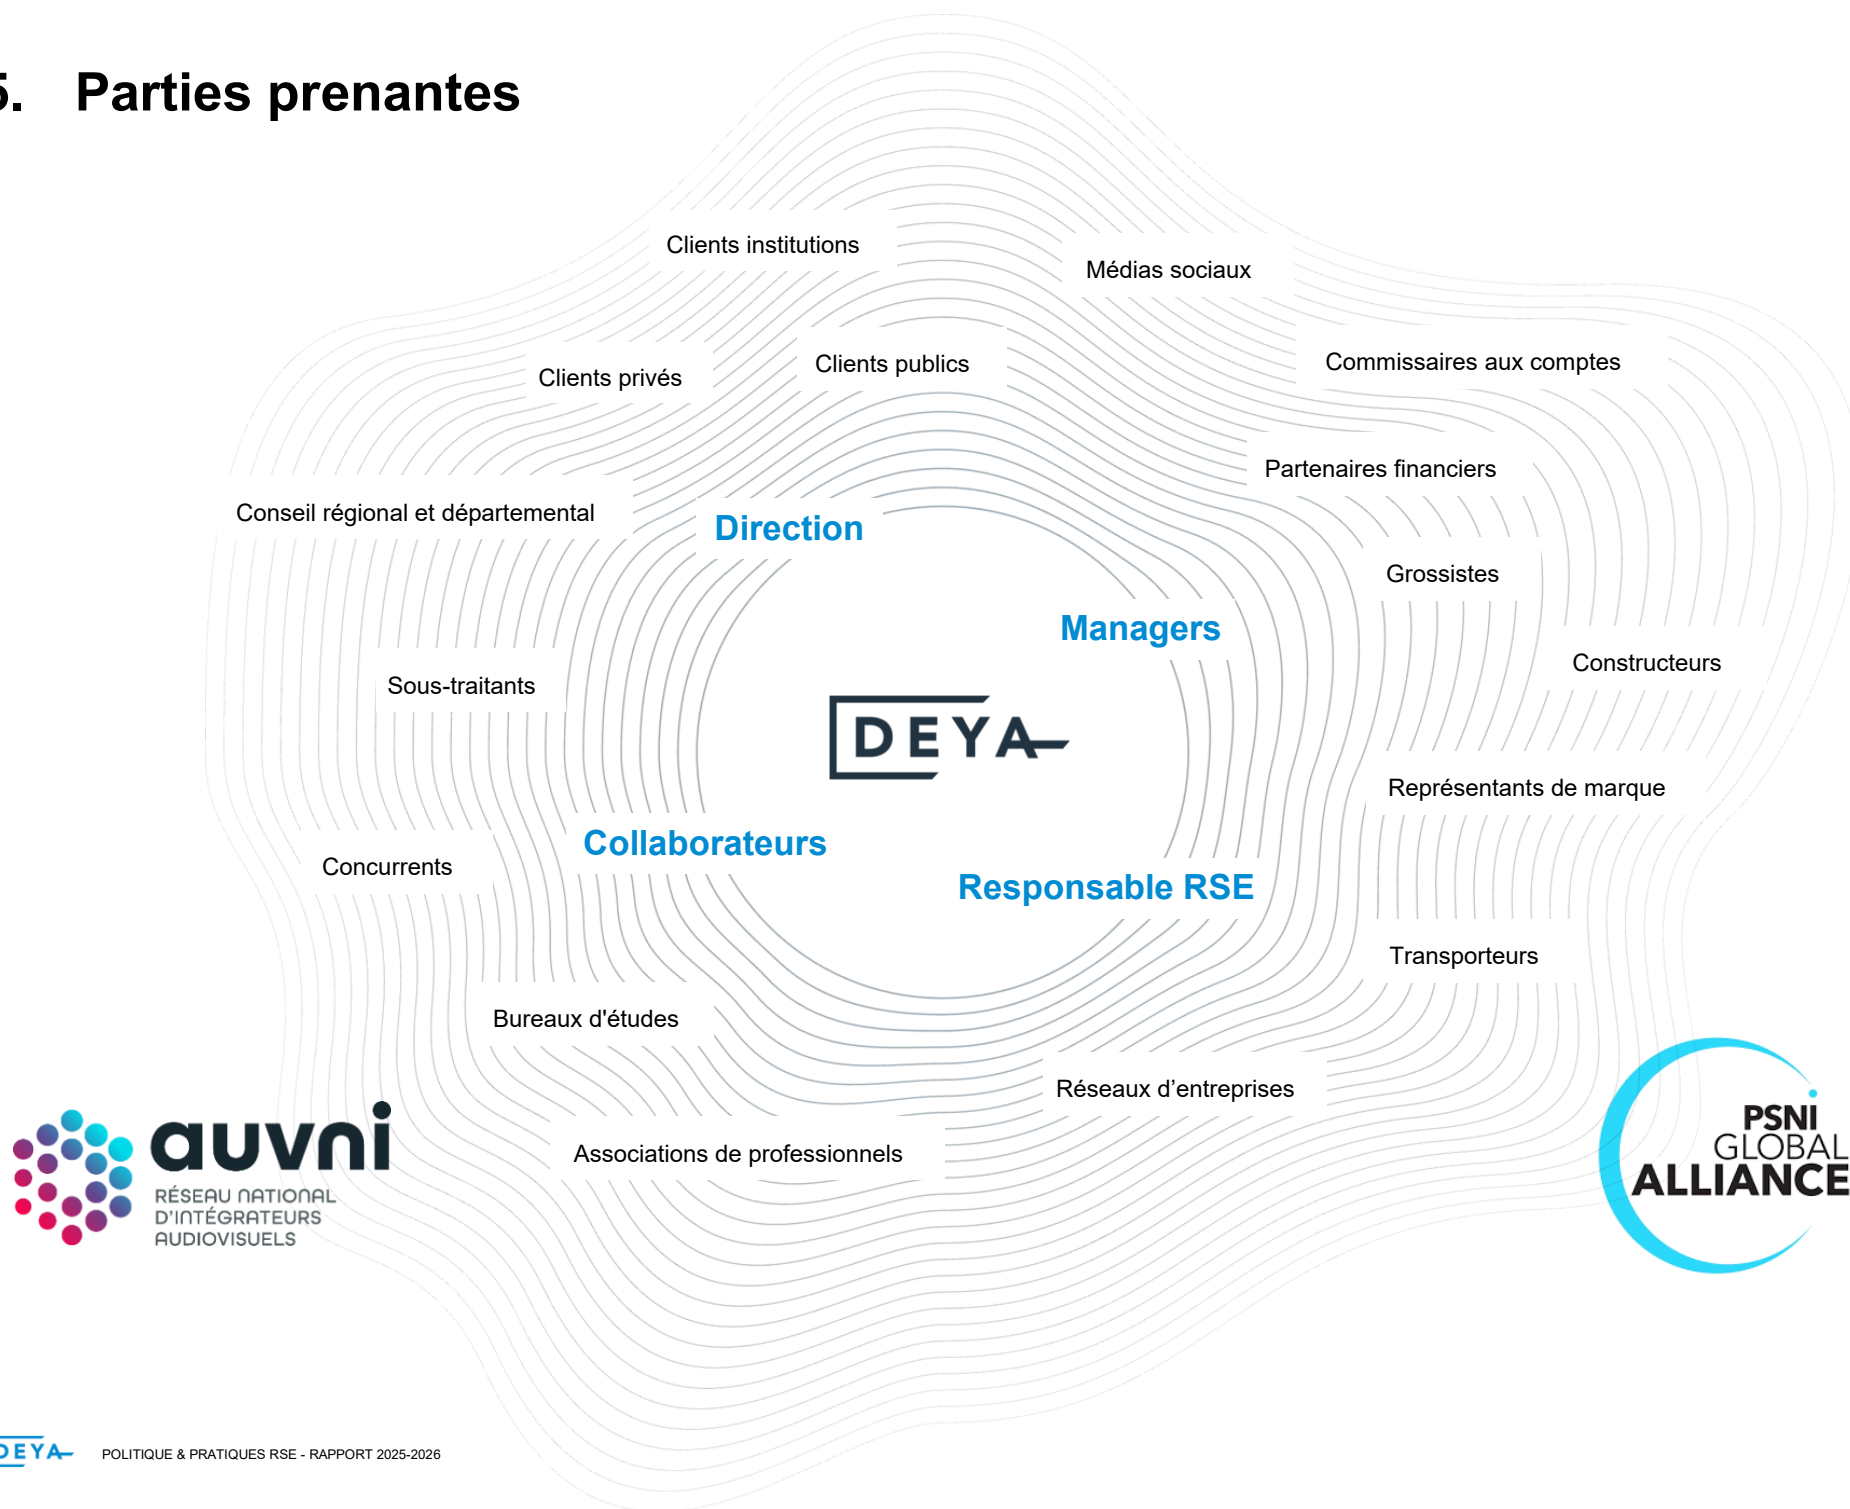 5. Parties prenantes
Clients institutions
Médias sociaux
Clients privés
Clients publics
Commissaires aux comptes
Partenaires financiers
Conseil régional et départemental
Direction
Grossistes
Managers
Constructeurs
Sous-traitants
DEYA
Représentants de marque
Collaborateurs
Concurrents
Responsable RSE
Transporteurs
Bureaux d'études
Réseaux d’entreprises
Associations de professionnels
auvni
RÉSEAU NATIONAL
D'INTÉGRATEURS
AUDIOVISUELS
PSNI
GLOBAL
ALLIANCE
DEYA
POLITIQUE & PRATIQUES RSE - RAPPORT 2025-2026